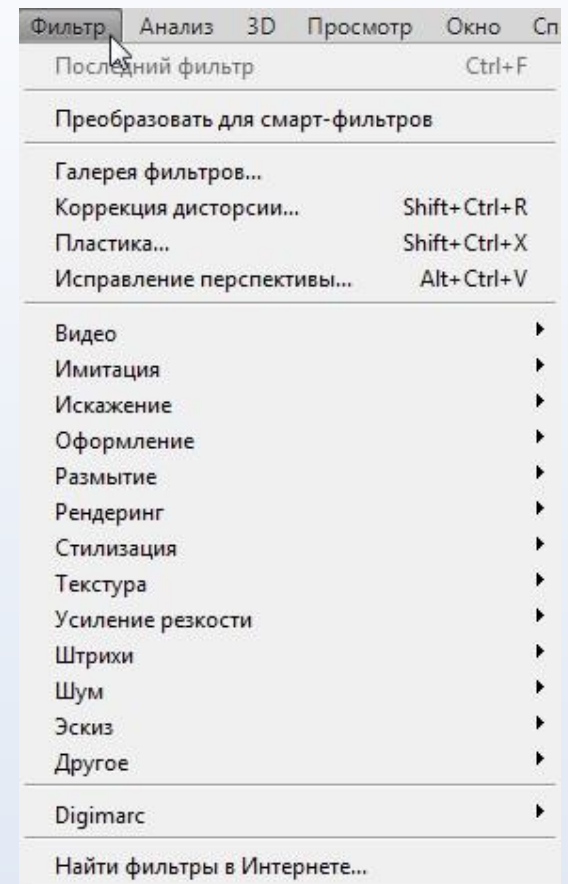 Фильтр Анализ 3D Просмотр Окно Сп
Последний фильтр Ctrl+F
Преобразовать для смарт-фильтров
Галерея фильтров...
Коррекция дисторсии... Shift+Ctrl+R
Пластика... Shift+Ctrl+X
Исправление перспективы... Alt+Ctrl+V
Видео
Имитация
Искажение
Оформление
Размытие
Рендеринг
Стилизация
Текстура
Усиление резкости
Штрихи
Шум
Эскиз
Другое
Digimarc
Найти фильтры в Интернете...